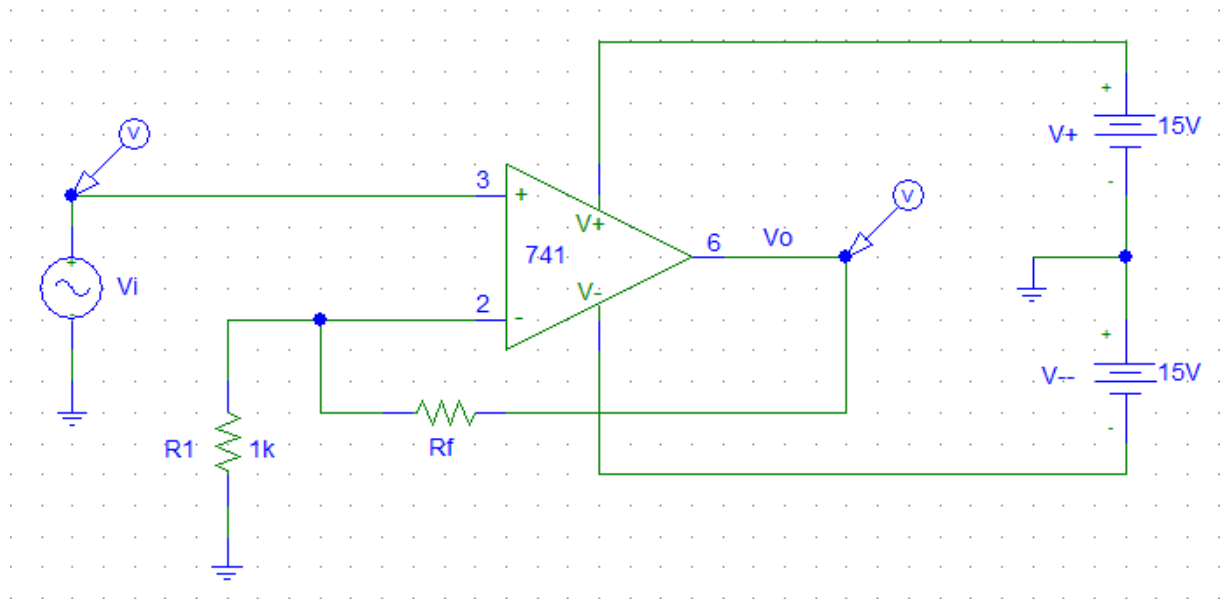 V
Vi
+
-
3
+
2
-
741
V+
V-
6
Vo
V
R1
1k
Rf
+
V+
15V
-
+
V--
15V
-